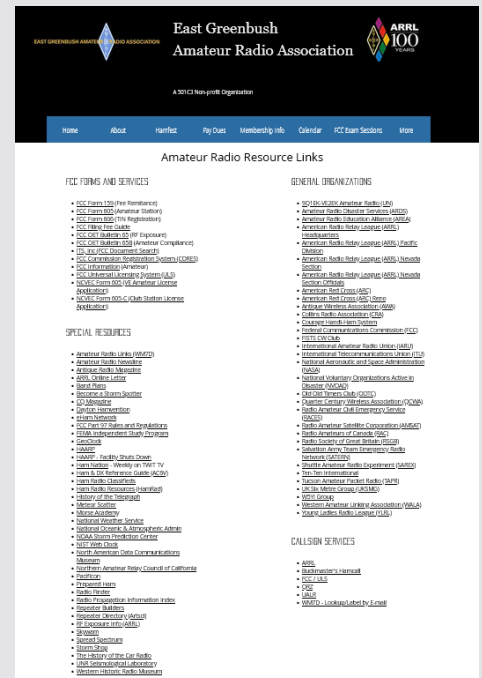 EAST GREENBUSH AMATEUR RADIO ASSOCIATION
East Greenbush
Amateur Radio Association
ARRL
100
YEARS
A 501C3 Non-profit Organization
Home About Hamfest Pay Dues Membership Info Calendar FCC Exam Sessions More
Amateur Radio Resource Links
FCC FORMS AND SERVICES
FCC Form 159 (Fee Remittance)
FCC Form 605 (Amateur Station)
FCC Form 606 (TIN Registration)
FCC Filing Fee Guide
FCC OET Bulletin 65 (RF Exposure)
FCC OET Bulletin 65B (Amateur Compliance)
ITS, Inc (FCC Document Search)
FCC Commission Registration System (CORES)
FCC Information (Amateur)
FCC Universal Licensing System (ULS)
NCVEC Form 605 (VE Amateur License
Application)
NCVEC Form 605-C (Club Station License
Application)
SPECIAL RESOURCES
Amateur Radio Links (WM7D)
Amateur Radio Newsline
Antique Radio Magazine
ARRL Online Letter
Band Plans
Become a Storm Spotter
CQ Magazine
Dayton Hamvention
eHam Network
FCC Part 97 Rules and Regulations
FEMA Independent Study Program
GeoClock
HAARP
HAARP - Facility Shuts Down
Ham Nation - Weekly on TWIT TV
Ham & DX Reference Guide (AC6V)
Ham Radio Classifieds
Ham Radio Resources (HamRad)
History of the Telegraph
Meteor Scatter
Morse Academy
National Weather Service
National Oceanic & Atmospheric Admin
NOAA Storm Prediction Center
NIST Web Clock
North American Data Communications
Museum
Northern Amateur Relay Council of California
Pacificon
Prepared Ham
Radio Finder
Radio Propagation Information Index
Repeater Builders
Repeater Directory (Artsci)
RF Exposure Info (ARRL)
Skywarn
Spread Spectrum
Storm Shop
The History of the Car Radio
UNR Seismological Laboratory
Western Historic Radio Museum
GENERAL ORGANIZATIONS
Amateur Radio Disaster Services (ARDS)
Amateur Radio Education Alliance (AREA)
American Radio Relay League (ARRL)
Headquarters
American Radio Relay League (ARRL) Pacific
Division
American Radio Relay League (ARRL) Nevada
Section
American Radio Relay League (ARRL) Nevada
Section Officials
American Red Cross (ARC)
American Red Cross (ARC) Reno
Antique Wireless Association (AWA)
Collins Radio Association (CRA)
Courage Handi-Ham System
Federal Communications Commission (FCC)
FISTS CW Club
International Amateur Radio Union (IARU)
International Telecommunications Union (ITU)
National Aeronautic and Space Administration
(NASA)
National Voluntary Organizations Active in
Disaster (NVOAD)
Old Old Timers Club (OOTC)
Quarter Century Wireless Association (QCWA)
Radio Amateur Civil Emergency Service
(RACES)
Radio Amateur Satellite Corporation (AMSAT)
Radio Amateurs of Canada (RAC)
Radio Society of Great Britain (RSGB)
Salvation Army Team Emergency Radio
Network (SATERN)
Shuttle Amateur Radio Experiment (SAREX)
Ten-Ten International
Tucson Amateur Packet Radio (TAPR)
UK Six Metre Group (UKSMG)
W5YI Group
Western Amateur Linking Association (WALA)
Young Ladies Radio League (YLRL)
CALLSIGN SERVICES
ARRL
Buckmaster's Hamcall
FCC / ULS
QRZ
UALR
WM7D - Lookup/Label by E-mail